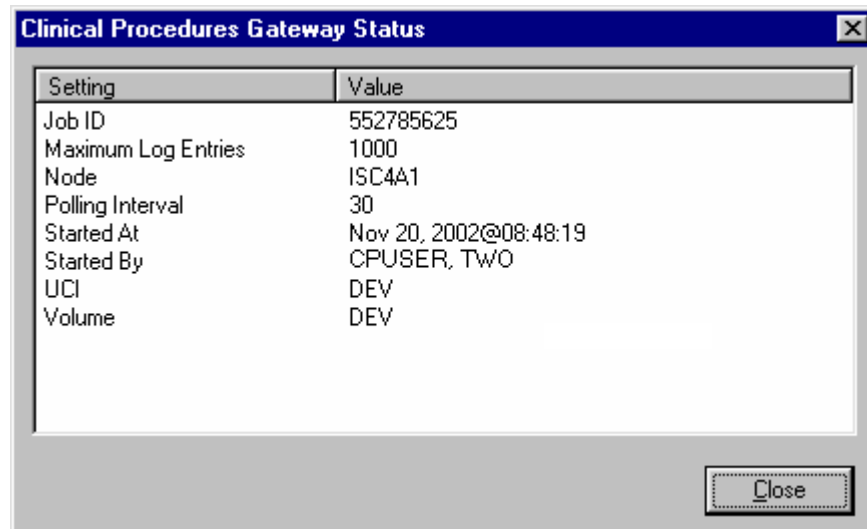 Clinical Procedures Gateway Status
Setting Value
Job ID 552785625
Maximum Log Entries 1000
Node ISC4A1
Polling Interval 30
Started At Nov 20, 2002@08:48:19
Started By CPUSER, TWO
UCI DEV
Volume DEV
Close